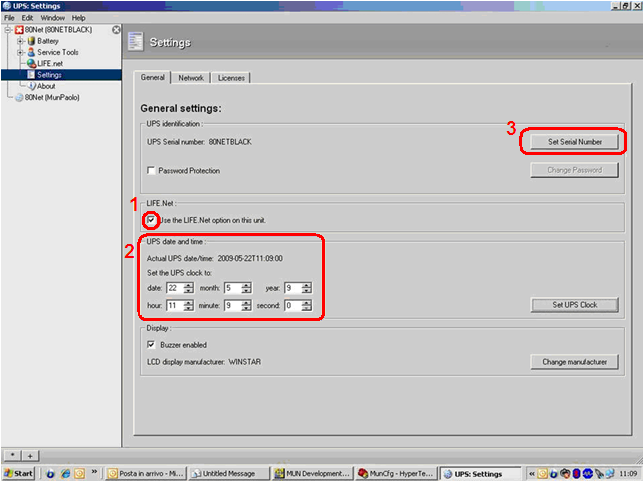 UPS: Settings
File Edit Window Help
80Net (80NETBLACK)
Battery
Service Tools
LIFE.net
Settings
About
80Net (MunPaolo)
Settings
General Network Licenses
General settings:
UPS identification :
3
UPS Serial number: 80NETBLACK Set Serial Number
Password Protection Change Password
LIFE.Net :
1
Use the LIFE.Net option on this unit.
2
UPS date and time :
Actual UPS date/time: 2009-05-22T11:09:00
Set the UPS clock to:
date: 22 month: 5 year: 9
hour: 11 minute: 9 second: 0 Set UPS Clock
Display :
Buzzer enabled
LCD display manufacturer: WINSTAR Change manufacturer
* +
Start » Posta in arrivo - Mi... Untitled Message MUN Development... MunCfg - HyperTe... UPS: Settings « 11:09